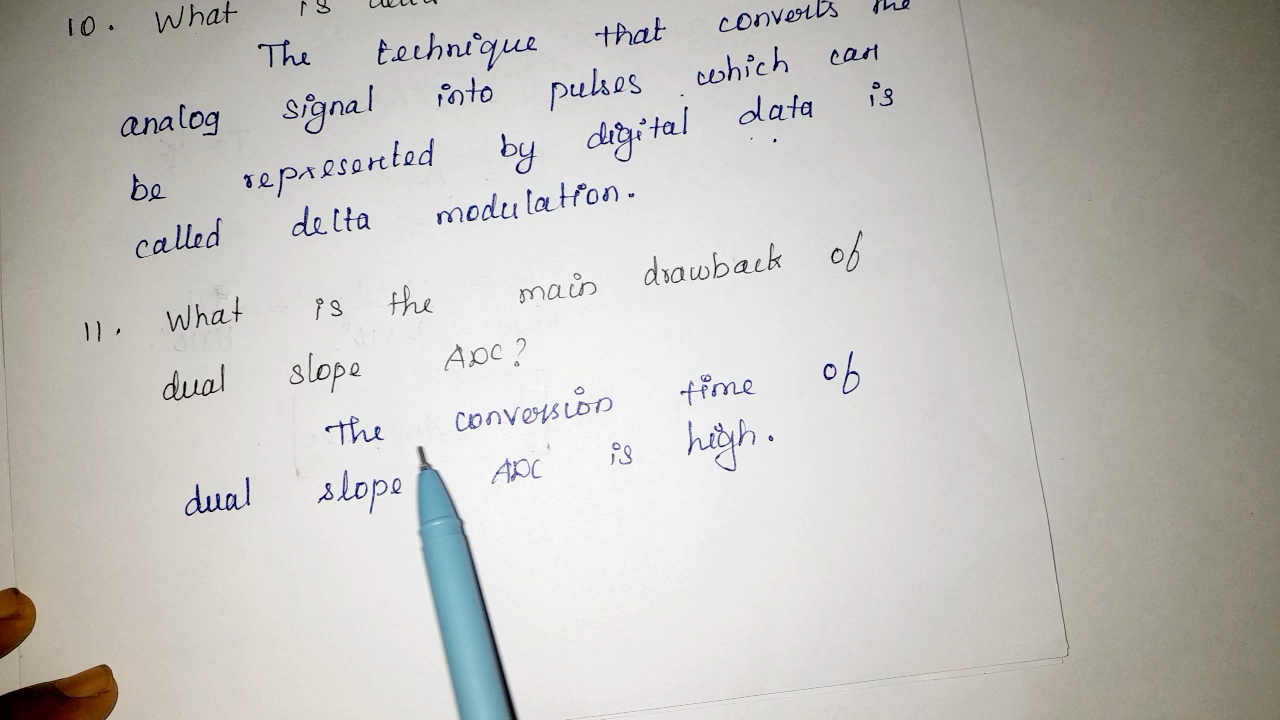 10. What is
The technique that converts the
analog signal into pulses which can
be represented by digital data is
called delta modulation.
11. What is the main drawback of
dual slope ADC?
The conversion time of
dual slope ADC is high.